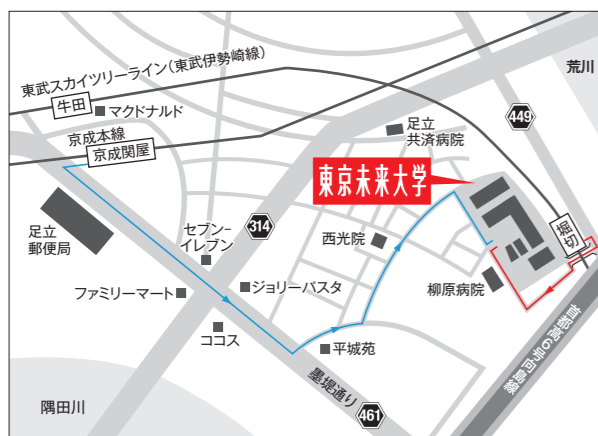 東武スカイツリーライン(東武伊勢崎線)
荒川
牛田
マクドナルド
449
京成本線
京成関屋
足立
共済病院
東京未来大学
足立
郵便局
セブン-
イレブン
314
西光院
堀切
ファミリーマート
ジョリーパスタ
柳原病院
ココス
平城苑
首都高6号向島線
墨堤通り
461
隅田川